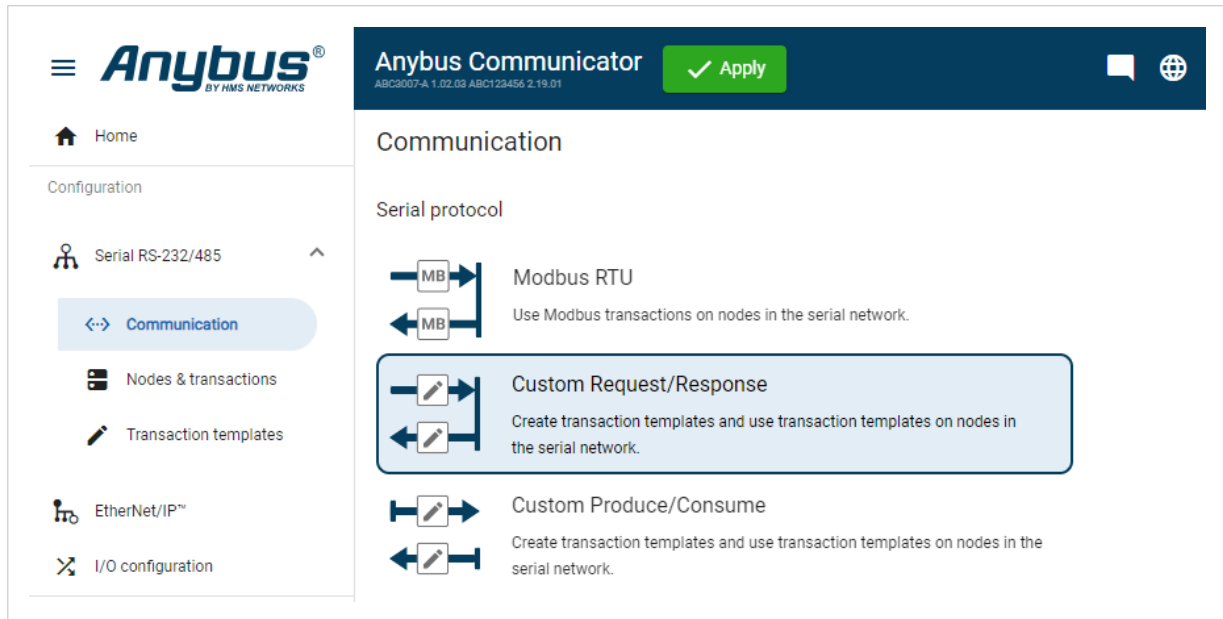 Anybus®
BY HMS NETWORKS
Anybus Communicator
ABC3007-A 1.02.03 ABC123456 2.19.01
Apply
Home
Configuration
Serial RS-232/485
Communication
Nodes & transactions
Transaction templates
EtherNet/IP™
I/O configuration
Communication
Serial protocol
MB
MB
Modbus RTU
Use Modbus transactions on nodes in the serial network.
Custom Request/Response
Create transaction templates and use transaction templates on nodes in
the serial network.
Custom Produce/Consume
Create transaction templates and use transaction templates on nodes in the
serial network.